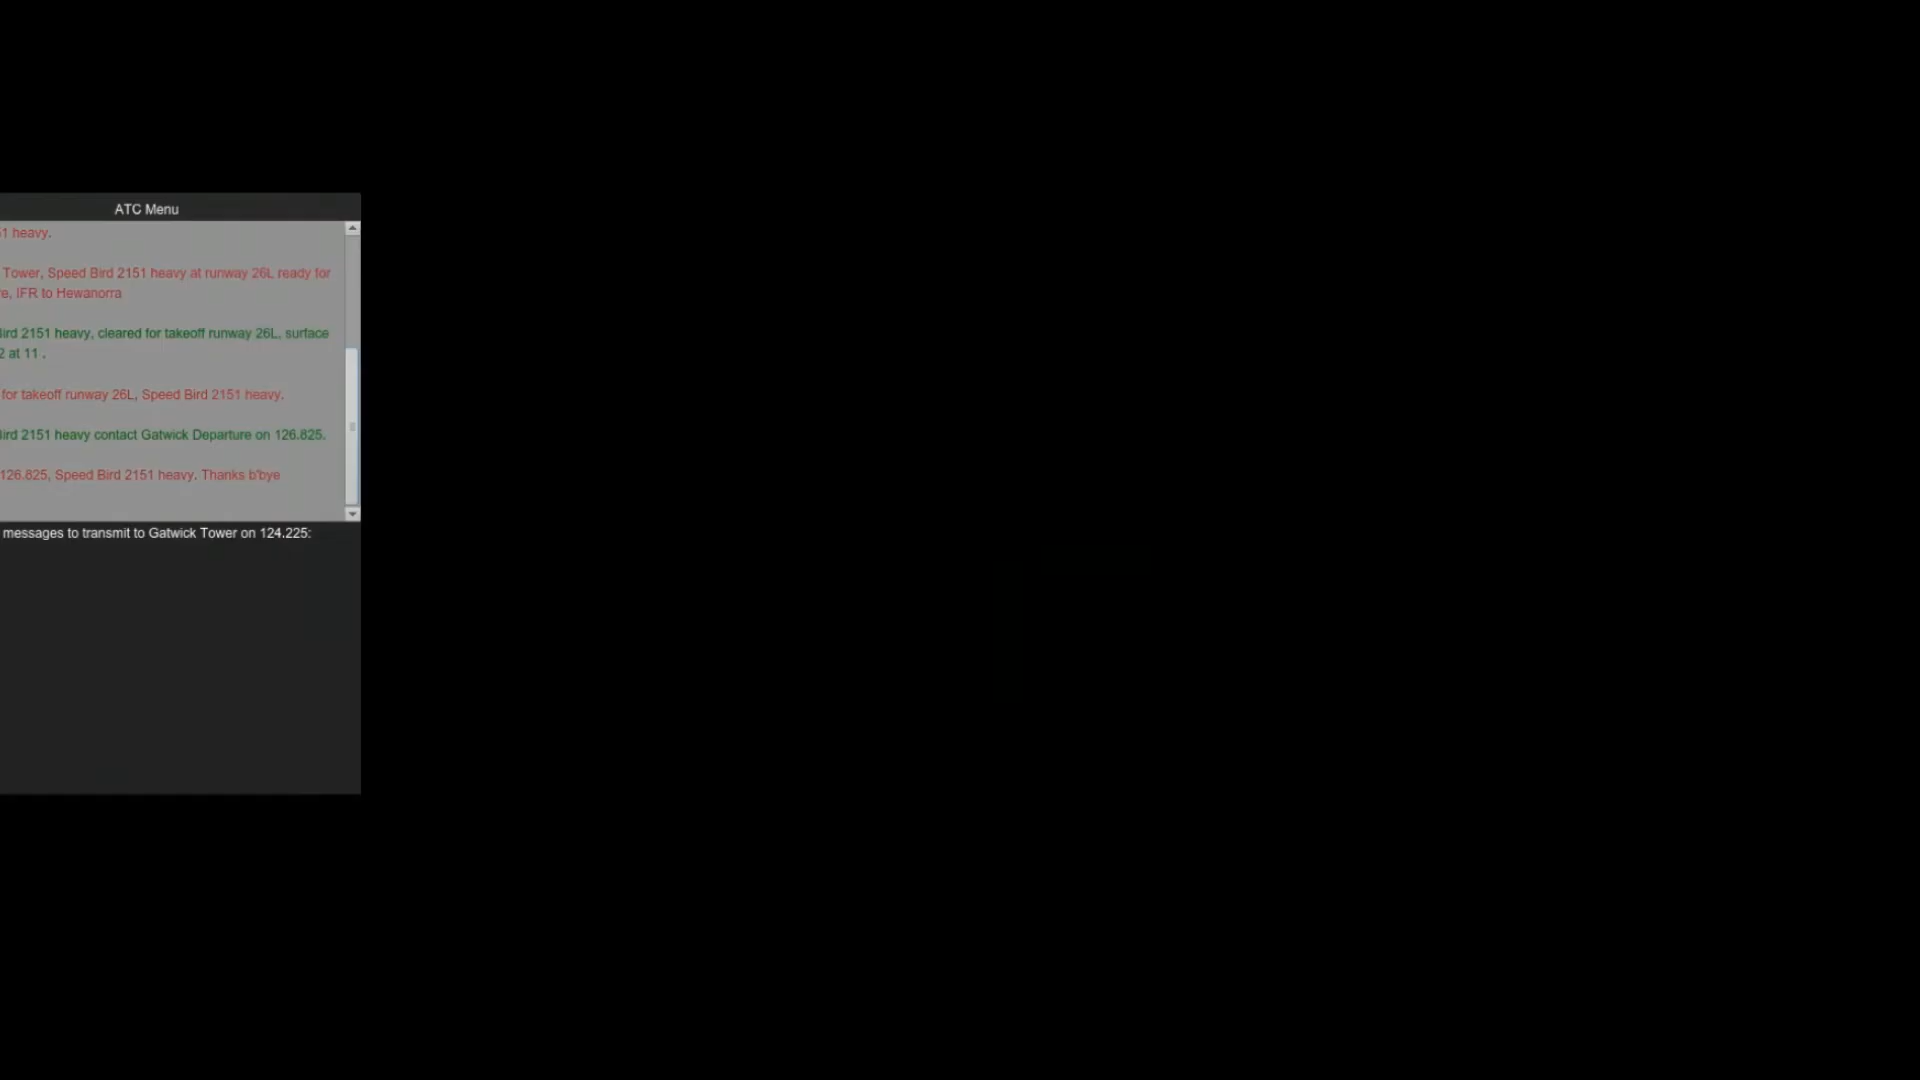 ATC Menu
1 heavy.
Tower, Speed Bird 2151 heavy at runway 26L ready for
e, IFR to Hewanorra
ird 2151 heavy, cleared for takeoff runway 26L, surface
2 at 11 .
for takeoff runway 26L, Speed Bird 2151 heavy.
ird 2151 heavy contact Gatwick Departure on 126.825.
126.825, Speed Bird 2151 heavy. Thanks b'bye
messages to transmit to Gatwick Tower on 124.225: